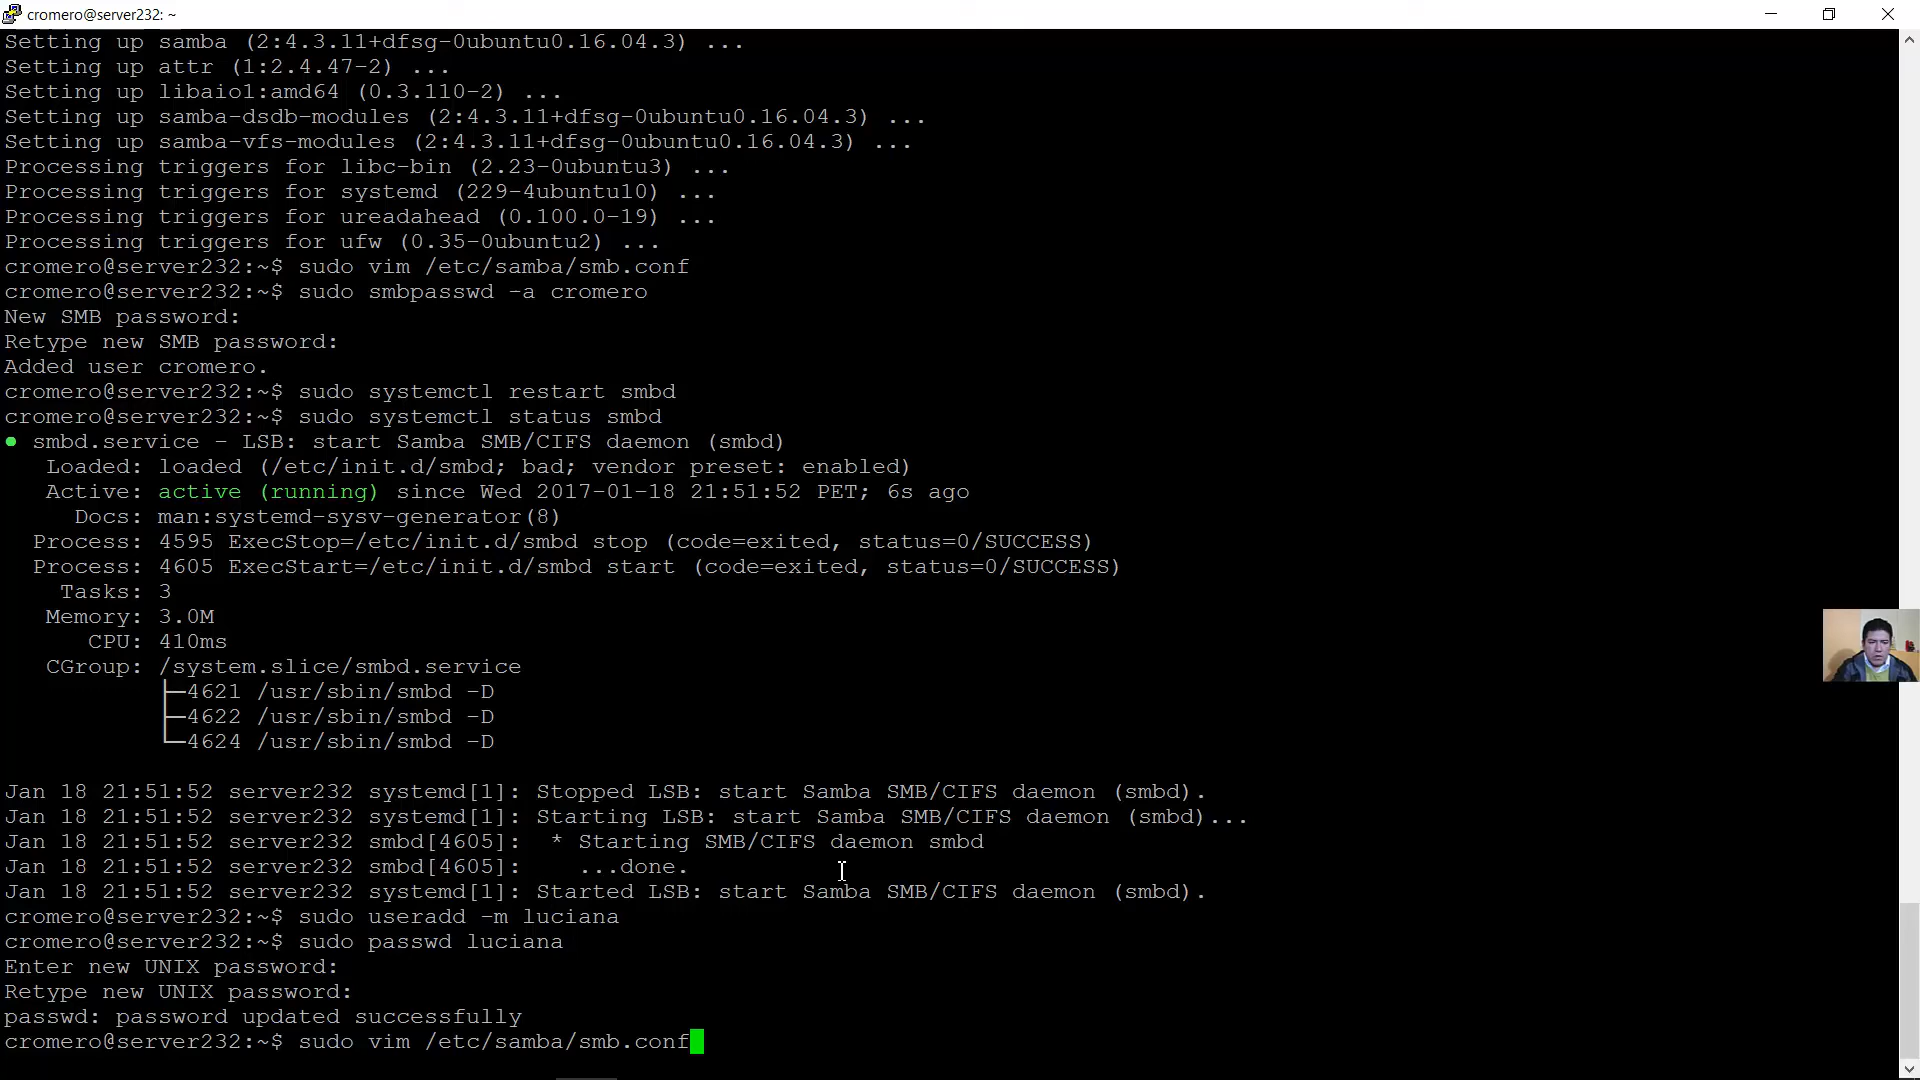 cromero@server232: ~
Setting up samba (2:4.3.11+dfsg-0ubuntu0.16.04.3) ...
Setting up attr (1:2.4.47-2) ...
Setting up libaio1:amd64 (0.3.110-2) ...
Setting up samba-dsdb-modules (2:4.3.11+dfsg-0ubuntu0.16.04.3) ...
Setting up samba-vfs-modules (2:4.3.11+dfsg-0ubuntu0.16.04.3) ...
Processing triggers for libc-bin (2.23-0ubuntu3) ...
Processing triggers for systemd (229-4ubuntu10) ...
Processing triggers for ureadahead (0.100.0-19) ...
Processing triggers for ufw (0.35-0ubuntu2) ...
cromero@server232:~$ sudo vim /etc/samba/smb.conf
cromero@server232:~$ sudo smbpasswd -a cromero
New SMB password:
Retype new SMB password:
Added user cromero.
cromero@server232:~$ sudo systemctl restart smbd
cromero@server232:~$ sudo systemctl status smbd
● smbd.service - LSB: start Samba SMB/CIFS daemon (smbd)
Loaded: loaded (/etc/init.d/smbd; bad; vendor preset: enabled)
Active: active (running) since Wed 2017-01-18 21:51:52 PET; 6s ago
Docs: man:systemd-sysv-generator(8)
Process: 4595 ExecStop=/etc/init.d/smbd stop (code=exited, status=0/SUCCESS)
Process: 4605 ExecStart=/etc/init.d/smbd start (code=exited, status=0/SUCCESS)
Tasks: 3
Memory: 3.0M
CPU: 410ms
CGroup: /system.slice/smbd.service
├─4621 /usr/sbin/smbd -D
├─4622 /usr/sbin/smbd -D
└─4624 /usr/sbin/smbd -D
Jan 18 21:51:52 server232 systemd[1]: Stopped LSB: start Samba SMB/CIFS daemon (smbd).
Jan 18 21:51:52 server232 systemd[1]: Starting LSB: start Samba SMB/CIFS daemon (smbd)...
Jan 18 21:51:52 server232 smbd[4605]:  * Starting SMB/CIFS daemon smbd
Jan 18 21:51:52 server232 smbd[4605]:    ...done.
Jan 18 21:51:52 server232 systemd[1]: Started LSB: start Samba SMB/CIFS daemon (smbd).
cromero@server232:~$ sudo useradd -m luciana
cromero@server232:~$ sudo passwd luciana
Enter new UNIX password:
Retype new UNIX password:
passwd: password updated successfully
cromero@server232:~$ sudo vim /etc/samba/smb.conf